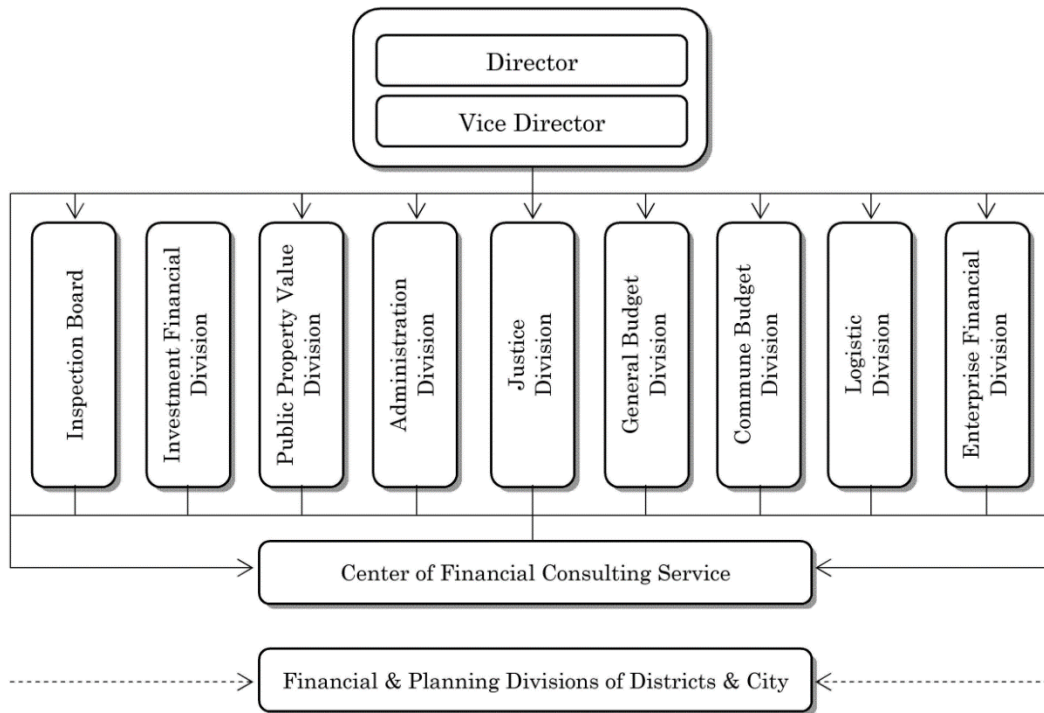 Director
Vice Director
Inspection Board
Investment Financial
Division
Public Property Value
Division
Administration
Division
Justice
Division
General Budget
Division
Commune Budget
Division
Logistic
Division
Enterprise Financial
Division
Center of Financial Consulting Service
Financial & Planning Divisions of Districts & City